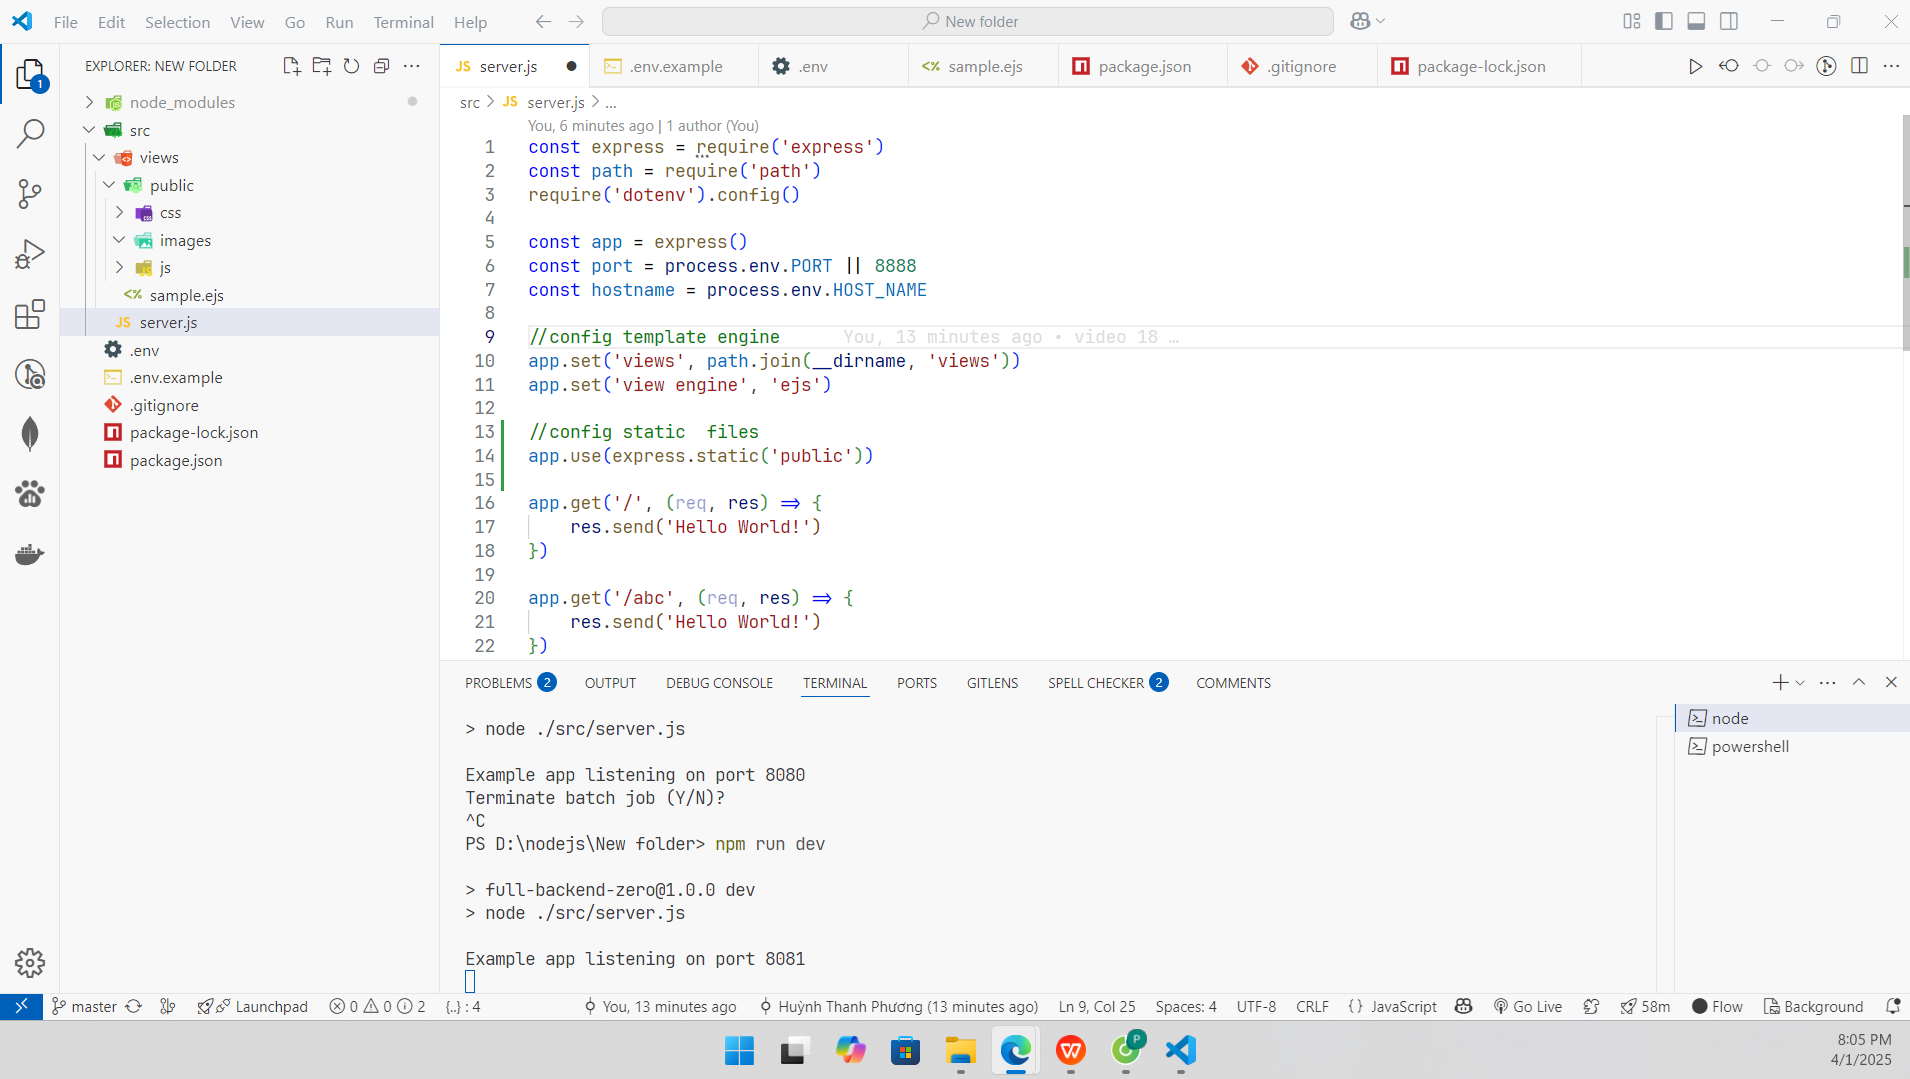 File Edit Selection View Go Run Terminal Help
New folder
EXPLORER: NEW FOLDER
node_modules
src
views
public
css
images
js
sample.ejs
server.js
.env
.env.example
.gitignore
package-lock.json
package.json
1
JS server.js
.env.example
.env
<% sample.ejs
package.json
.gitignore
package-lock.json
src > JS server.js > ...
You, 6 minutes ago | 1 author (You)
1 const express = require('express')
2 const path = require('path')
3 require('dotenv').config()
4
5 const app = express()
6 const port = process.env.PORT || 8888
7 const hostname = process.env.HOST_NAME
8
9 //config template engine You, 13 minutes ago • video 18 …
10 app.set('views', path.join(__dirname, 'views'))
11 app.set('view engine', 'ejs')
12
13 //config static  files
14 app.use(express.static('public'))
15
16 app.get('/', (req, res) => {
17 res.send('Hello World!')
18 })
19
20 app.get('/abc', (req, res) => {
21 res.send('Hello World!')
22 })
PROBLEMS 2 OUTPUT DEBUG CONSOLE TERMINAL PORTS GITLENS SPELL CHECKER 2 COMMENTS
> node ./src/server.js
Example app listening on port 8080
Terminate batch job (Y/N)?
^C
PS D:\nodejs\New folder> npm run dev
> full-backend-zero@1.0.0 dev
> node ./src/server.js
Example app listening on port 8081
node
powershell
master Launchpad 0 0 2 {..} : 4 You, 13 minutes ago Huỳnh Thanh Phương (13 minutes ago) Ln 9, Col 25 Spaces: 4 UTF-8 CRLF {} JavaScript Go Live 58m Flow Background
8:05 PM
4/1/2025